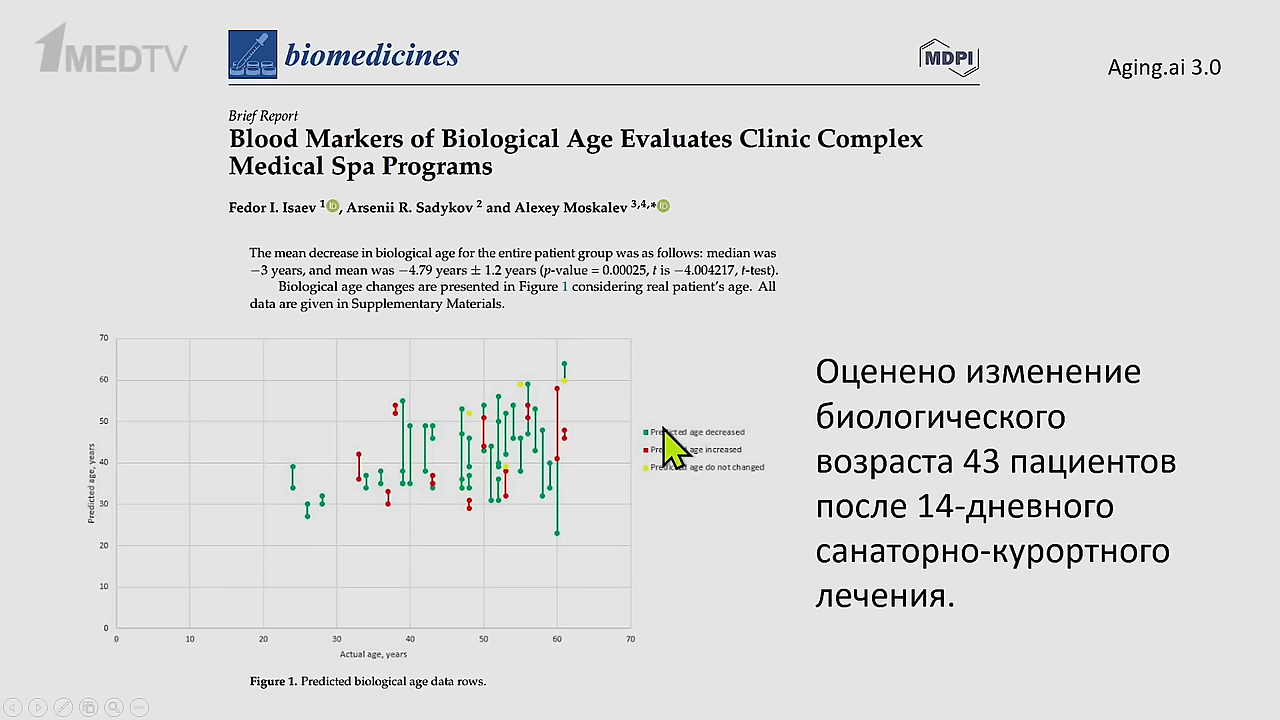 1MEDTV
biomedicines
MDPI
Aging.ai 3.0
Brief Report
Blood Markers of Biological Age Evaluates Clinic Complex
Medical Spa Programs
Fedor I. Isaev 1, Arsenii R. Sadykov 2 and Alexey Moskalev 3,4,*
The mean decrease in biological age for the entire patient group was as follows: median was
−3 years, and mean was −4.79 years ± 1.2 years (p-value = 0.00025, t is −4.004217, t-test).
Biological age changes are presented in Figure 1 considering real patient's age. All
data are given in Supplementary Materials.
70
60
50
40
30
20
10
0
Predicted age, years
0 10 20 30 40 50 60 70
Actual age, years
age decreased
age increased
age do not changed
Figure 1. Predicted biological age data rows.
Оценено изменение
биологического
возраста 43 пациентов
после 14-дневного
санаторно-курортного
лечения.